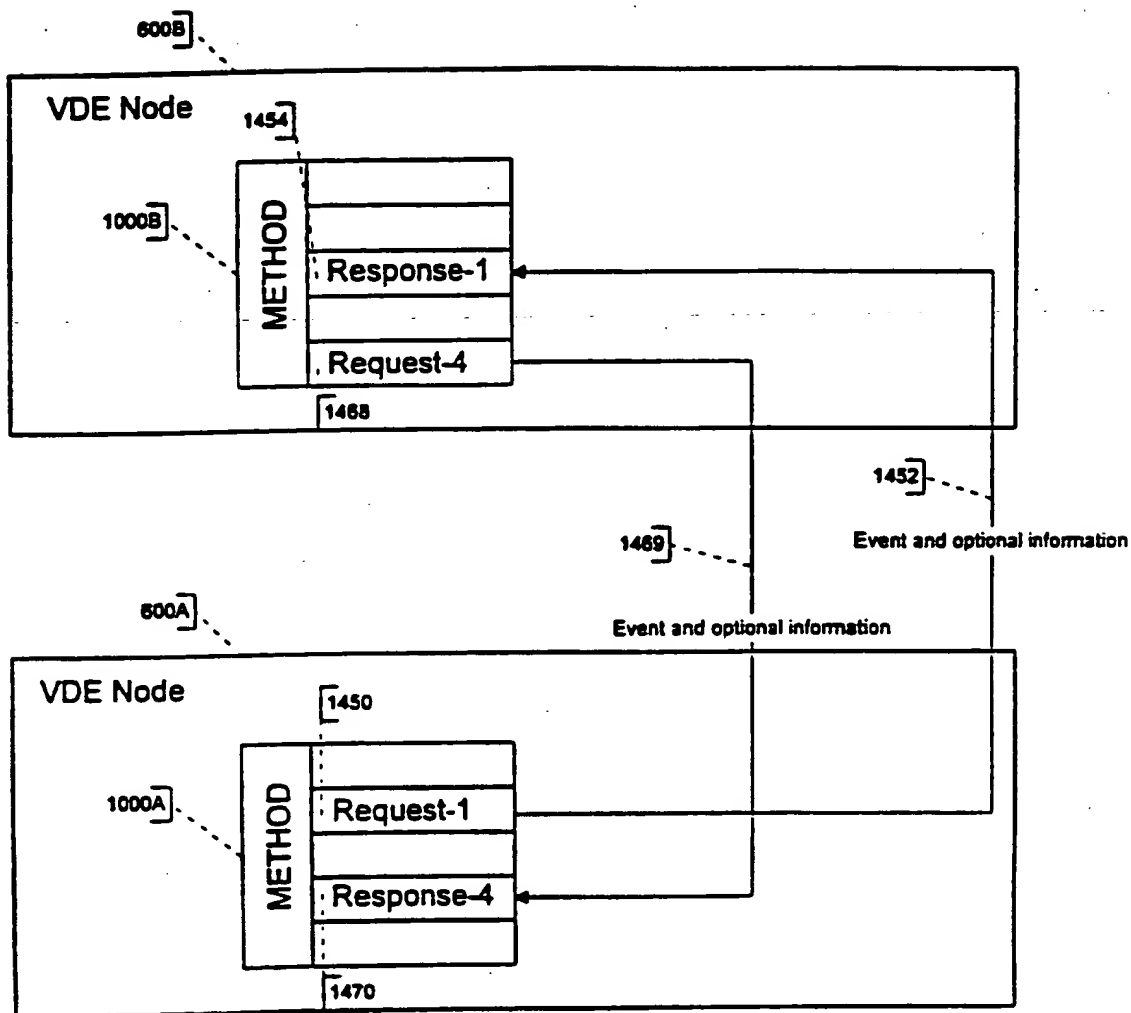 600B
VDE Node
1454
1000B
METHOD
Response-1
Request-4
1468
1452
1469
Event and optional information
600A
Event and optional information
VDE Node
1450
1000A
METHOD
Request-1
Response-4
1470